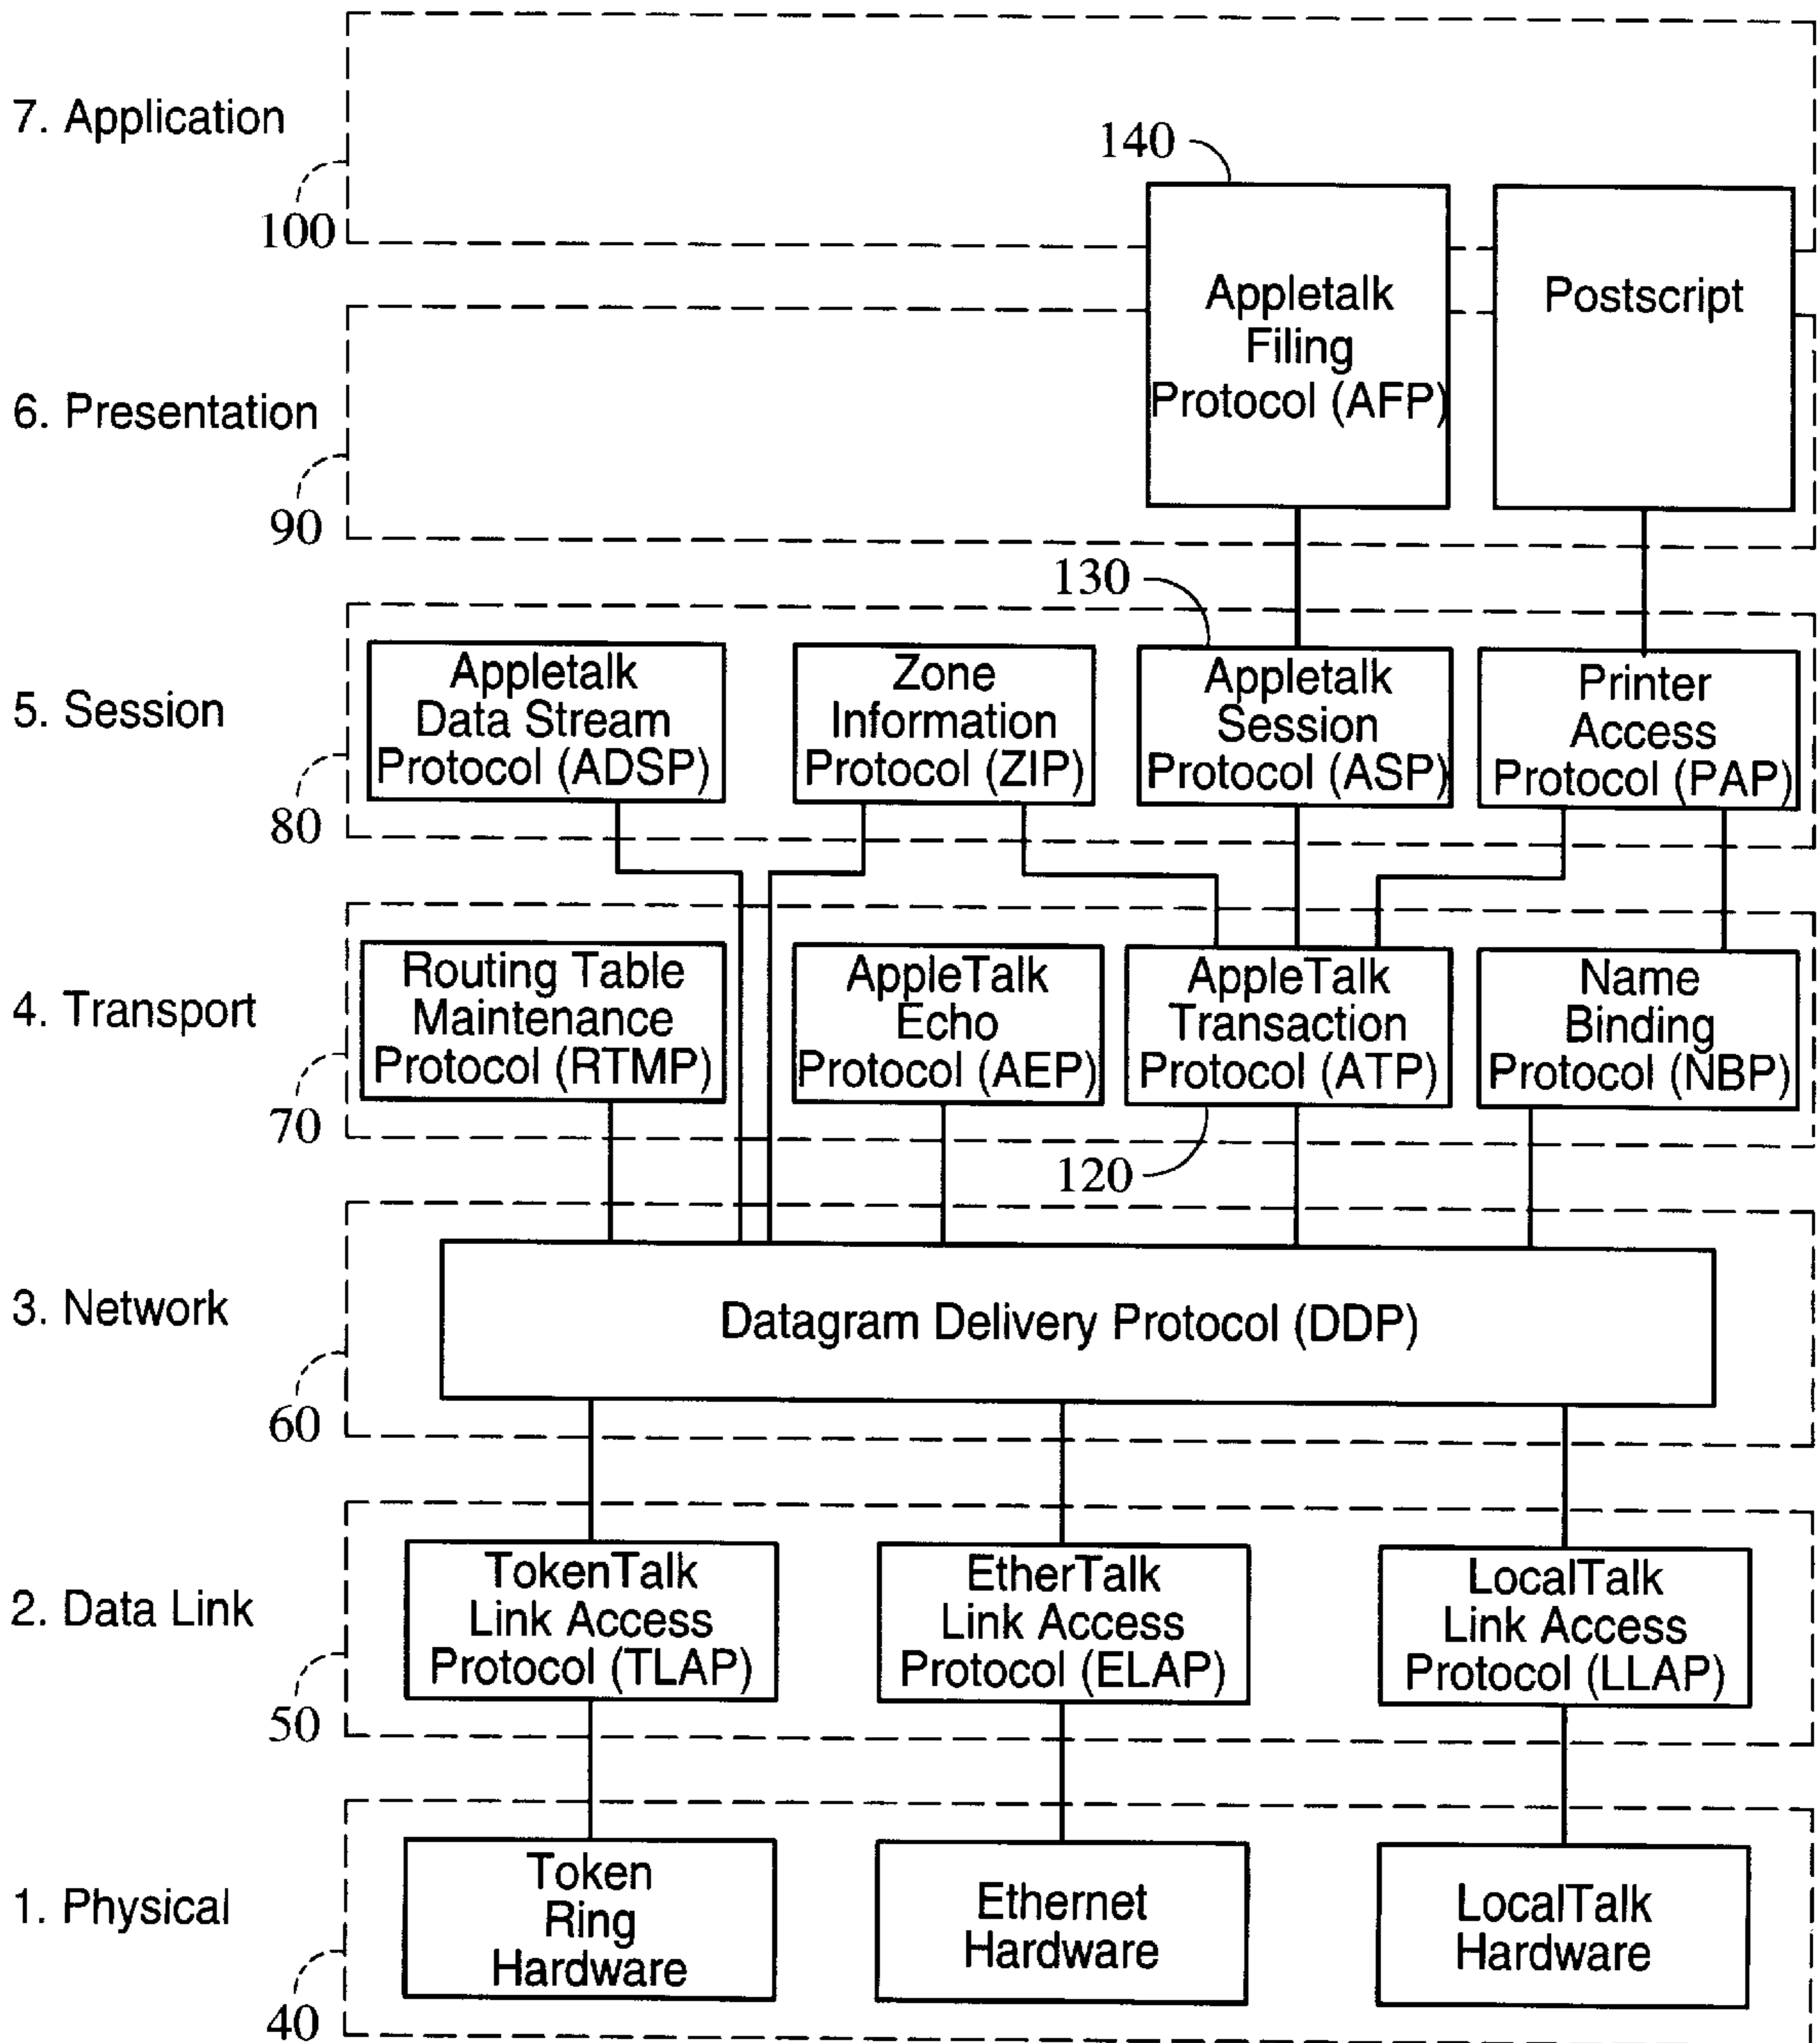 7. Application
100
140
Appletalk
Filing
Protocol (AFP)
Postscript
6. Presentation
90
130
5. Session
80
Appletalk
Data Stream
Protocol (ADSP)
Zone
Information
Protocol (ZIP)
Appletalk
Session
Protocol (ASP)
Printer
Access
Protocol (PAP)
4. Transport
70
Routing Table
Maintenance
Protocol (RTMP)
AppleTalk
Echo
Protocol (AEP)
AppleTalk
Transaction
Protocol (ATP)
Name
Binding
Protocol (NBP)
120
3. Network
60
Datagram Delivery Protocol (DDP)
2. Data Link
50
TokenTalk
Link Access
Protocol (TLAP)
EtherTalk
Link Access
Protocol (ELAP)
LocalTalk
Link Access
Protocol (LLAP)
1. Physical
40
Token
Ring
Hardware
Ethernet
Hardware
LocalTalk
Hardware